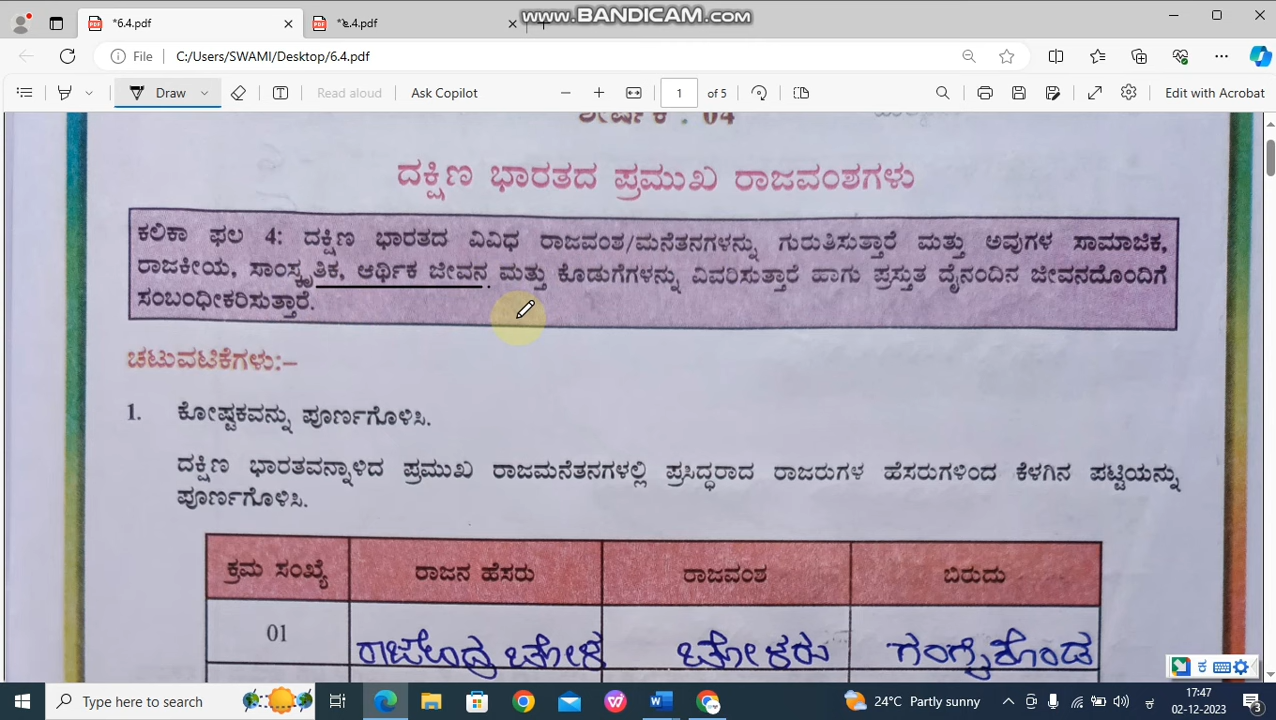 *6.4.pdf
*e.4.pdf
www.BANDICAM.com
File
C:/Users/SWAMI/Desktop/6.4.pdf
Draw
Read aloud
Ask Copilot
1
of 5
Edit with Acrobat
ಶೀರ್ಷಿಕೆ : 04
ದಕ್ಷಿಣ ಭಾರತದ ಪ್ರಮುಖ ರಾಜವಂಶಗಳು
ಕಲಿಕಾ ಫಲ 4: ದಕ್ಷಿಣ ಭಾರತದ ವಿವಿಧ ರಾಜವಂಶ/ಮನೆತನಗಳನ್ನು ಗುರುತಿಸುತ್ತಾರೆ ಮತ್ತು ಅವುಗಳ ಸಾಮಾಜಿಕ,
ರಾಜಕೀಯ, ಸಾಂಸ್ಕೃತಿಕ, ಆರ್ಥಿಕ ಜೀವನ ಮತ್ತು ಕೊಡುಗೆಗಳನ್ನು ವಿವರಿಸುತ್ತಾರೆ ಹಾಗು ಪ್ರಸ್ತುತ ದೈನಂದಿನ ಜೀವನದೊಂದಿಗೆ
ಸಂಬಂಧೀಕರಿಸುತ್ತಾರೆ.
ಚಟುವಟಿಕೆಗಳು:–
1. ಕೋಷ್ಟಕವನ್ನು ಪೂರ್ಣಗೊಳಿಸಿ.
ದಕ್ಷಿಣ ಭಾರತವನ್ನಾಳಿದ ಪ್ರಮುಖ ರಾಜಮನೆತನಗಳಲ್ಲಿ ಪ್ರಸಿದ್ಧರಾದ ರಾಜರುಗಳ ಹೆಸರುಗಳಿಂದ ಕೆಳಗಿನ ಪಟ್ಟಿಯನ್ನು
ಪೂರ್ಣಗೊಳಿಸಿ.
ಕ್ರಮ ಸಂಖ್ಯೆ ರಾಜನ ಹೆಸರು ರಾಜವಂಶ ಬಿರುದು
01 ರಾಜೇಂದ್ರ ಚೋಳ ಚೋಳರು ಗಂಗೈಕೊಂಡ
Type here to search
24°C Partly sunny
17:47
02-12-2023
3